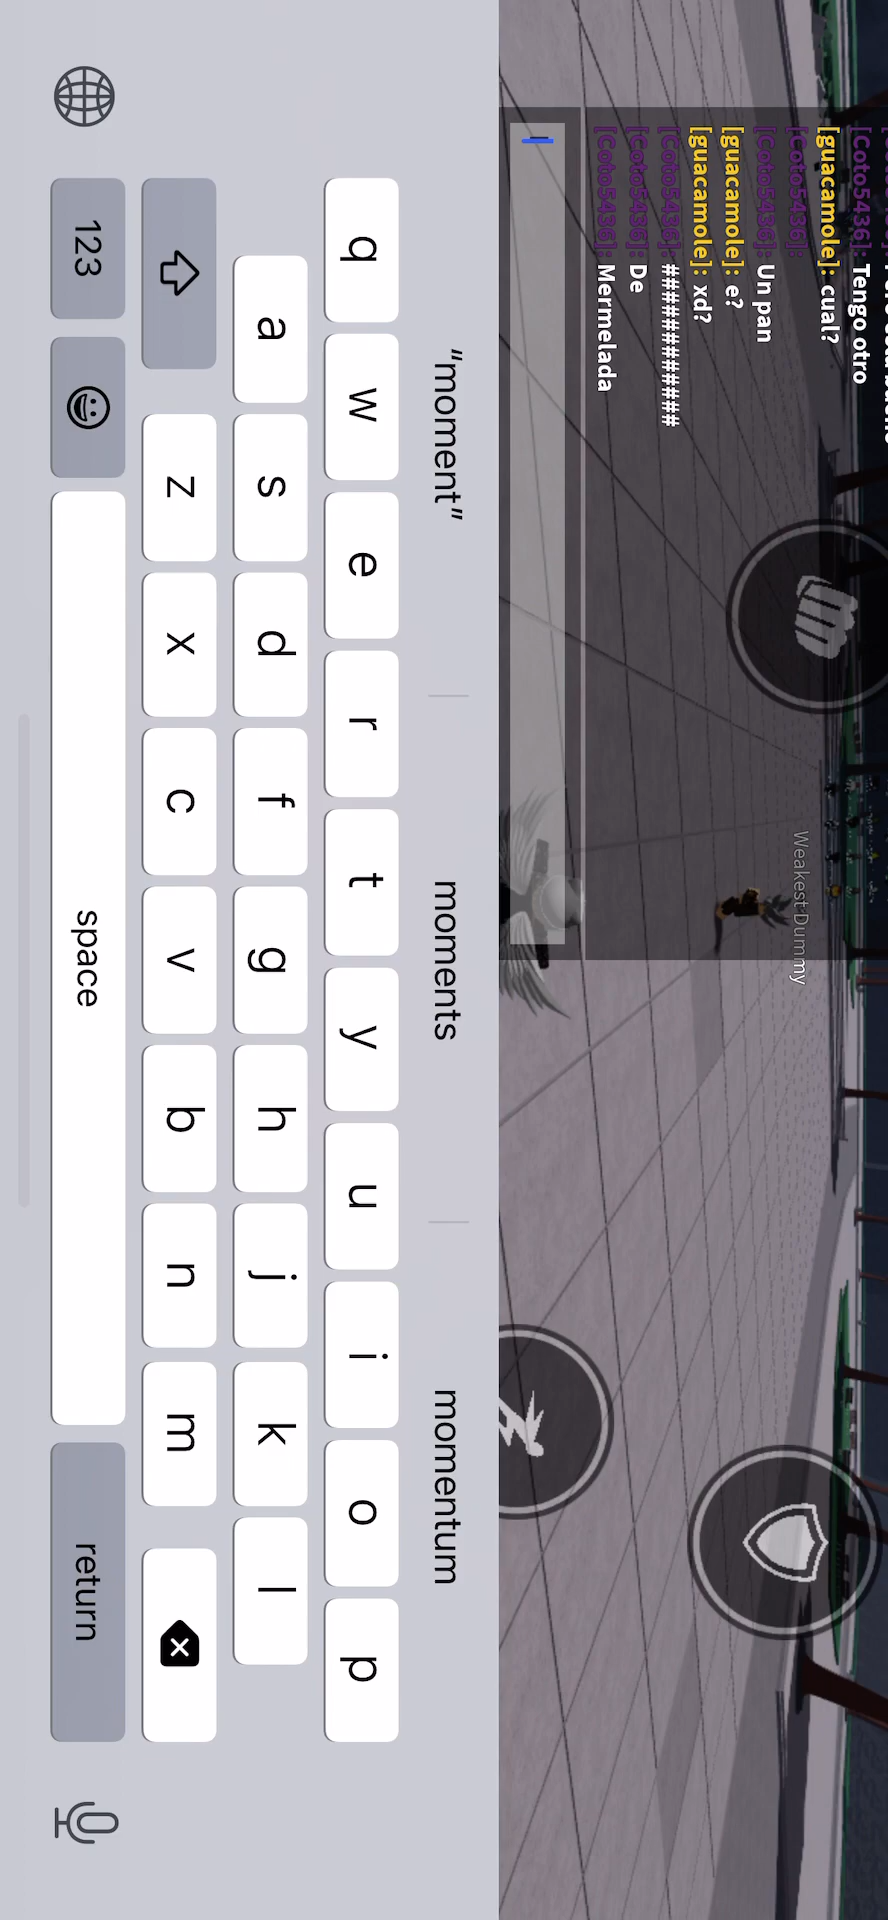 [Coto5436]: Tengo otro
[guacamole]: cual?
[Coto5436]:
[Coto5436]: Un pan
[guacamole]: e?
[guacamole]: xd?
[Coto5436]: #############
[Coto5436]: De
[Coto5436]: Mermelada
Weakest Dummy
"moment"
moments
momentum
q w e r t y u i o p
a s d f g h j k l
z x c v b n m
123
space
return